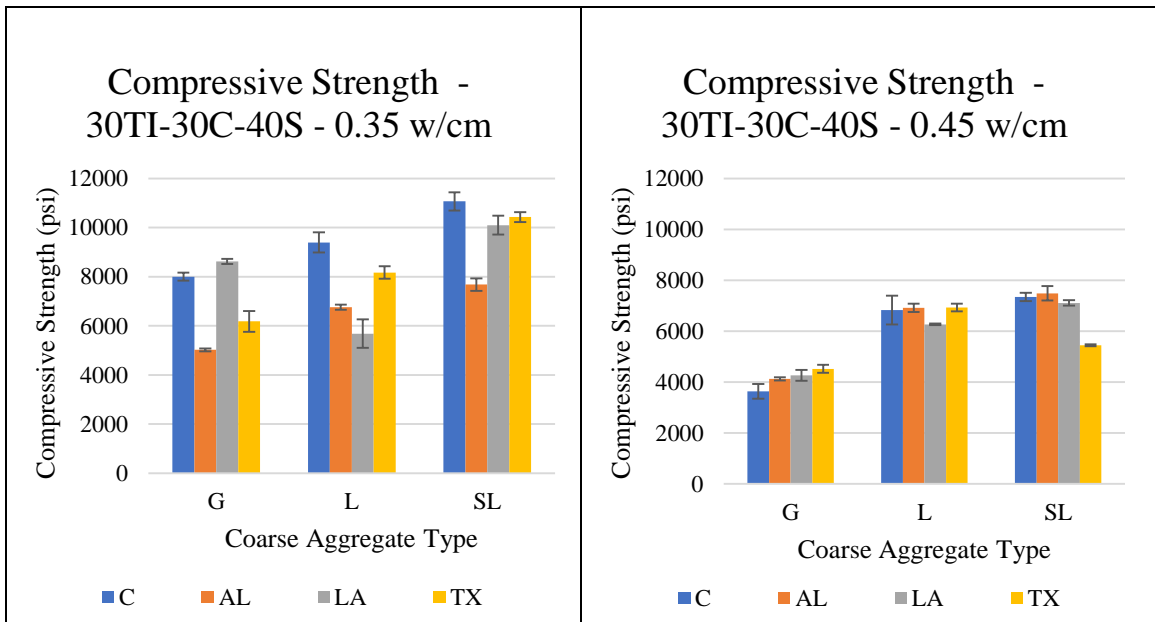 Compressive Strength -
30TI-30C-40S - 0.35 w/cm
Compressive Strength (psi)
12000
10000
8000
6000
4000
2000
0
G L SL
Coarse Aggregate Type
C AL LA TX
Compressive Strength -
30TI-30C-40S - 0.45 w/cm
Compressive Strength (psi)
12000
10000
8000
6000
4000
2000
0
G L SL
Coarse Aggregate Type
C AL LA TX